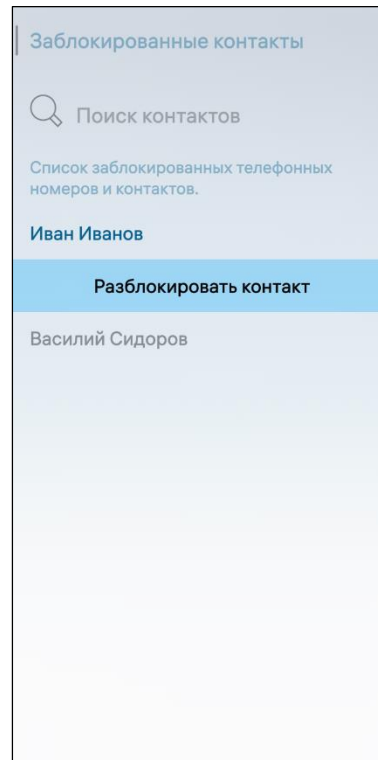 Заблокированные контакты
Поиск контактов
Список заблокированных телефонных
номеров и контактов.
Иван Иванов
Разблокировать контакт
Василий Сидоров